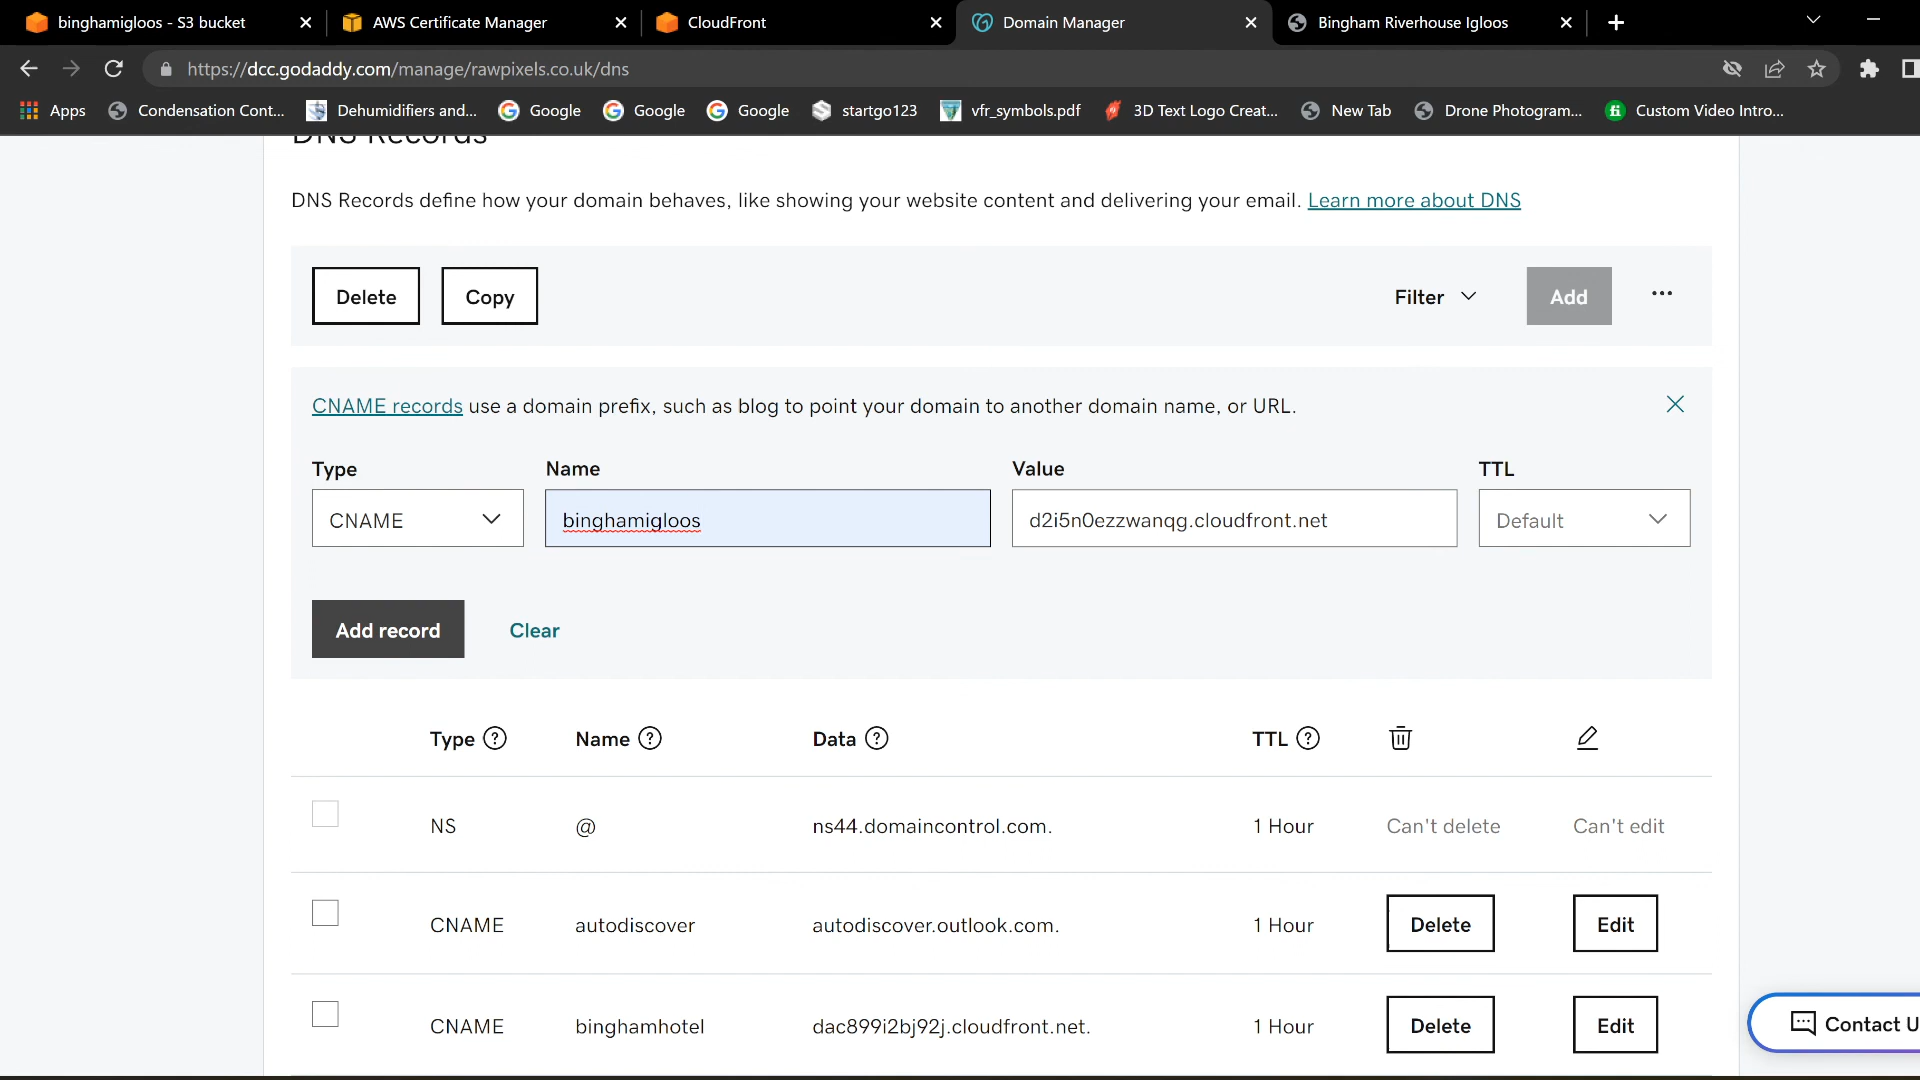 binghamigloos - S3 bucket
AWS Certificate Manager
CloudFront
Domain Manager
Bingham Riverhouse Igloos
https://dcc.godaddy.com/manage/rawpixels.co.uk/dns
Apps
Condensation Cont...
Dehumidifiers and...
Google
Google
Google
startgo123
vfr_symbols.pdf
3D Text Logo Creat...
New Tab
Drone Photogram...
Custom Video Intro...
DNS Records
DNS Records define how your domain behaves, like showing your website content and delivering your email. Learn more about DNS
Delete
Copy
Filter
Add
CNAME records use a domain prefix, such as blog to point your domain to another domain name, or URL.
Type
Name
Value
TTL
CNAME
binghamigloos
d2i5n0ezzwanqg.cloudfront.net
Default
Add record
Clear
Type
Name
Data
TTL
NS
@
ns44.domaincontrol.com.
1 Hour
Can't delete
Can't edit
CNAME
autodiscover
autodiscover.outlook.com.
1 Hour
Delete
Edit
CNAME
binghamhotel
dac899i2bj92j.cloudfront.net.
1 Hour
Delete
Edit
Contact U